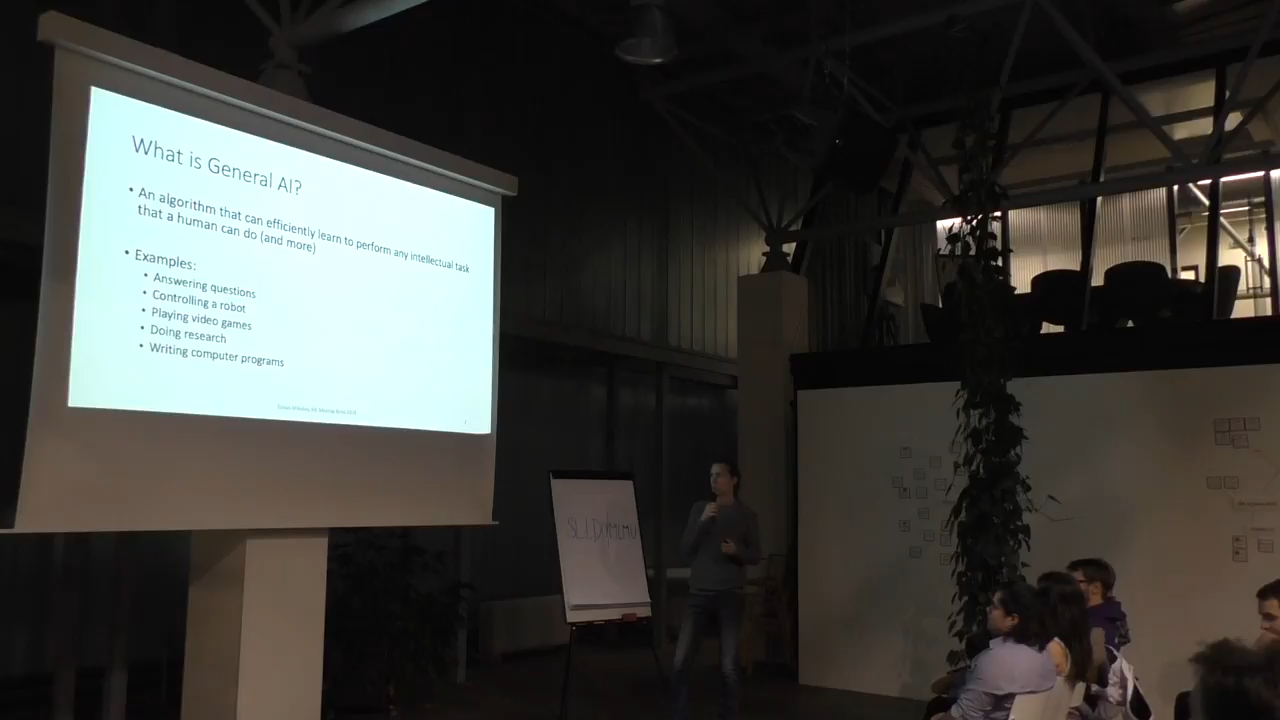 What is General AI?
• An algorithm that can efficiently learn to perform any intellectual task
that a human can do (and more)
• Examples:
• Answering questions
• Controlling a robot
• Playing video games
• Doing research
• Writing computer programs